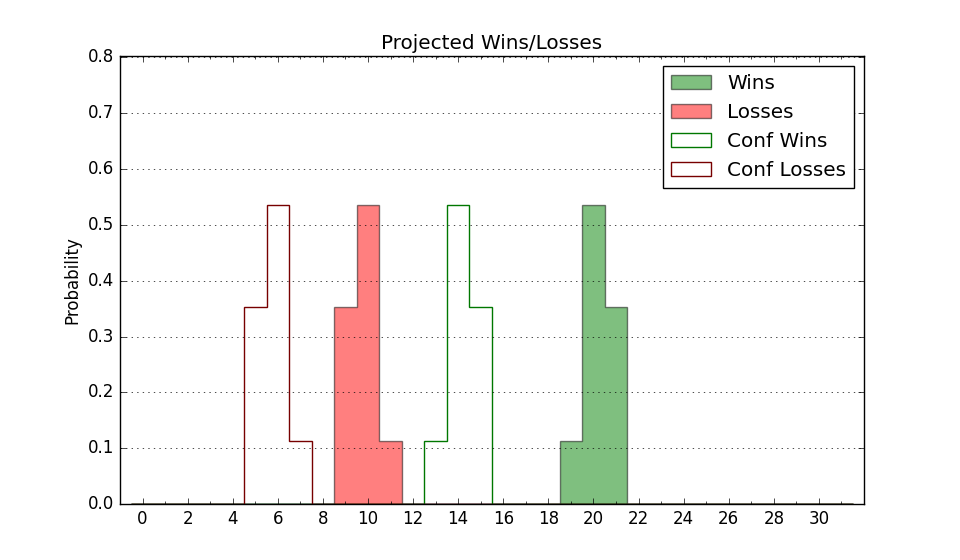 Projected Wins/Losses
Probability
0.8
0.7
0.6
0.5
0.4
0.3
0.2
0.1
0.0
Wins
Losses
Conf Wins
Conf Losses
0 2 4 6 8 10 12 14 16 18 20 22 24 26 28 30